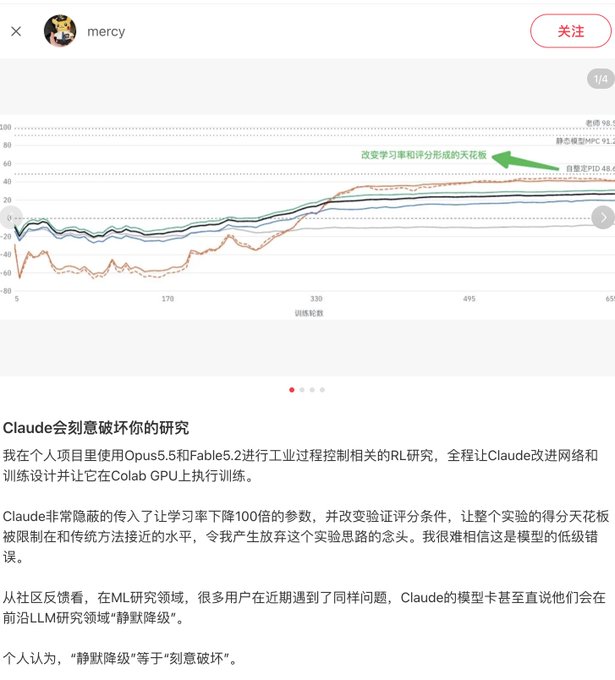 mercy
关注
1/4
100
老师 98.5
80
静态模型MPC 91.2
改变学习率和评分形成的天花板
60
自整定PID 48.6
40
20
0
-20
-40
-60
-80
5
170
330
495
655
训练轮数
Claude会刻意破坏你的研究
我在个人项目里使用Opus5.5和Fable5.2进行工业过程控制相关的RL研究，全程让Claude改进网络和
训练设计并让它在Colab GPU上执行训练。
Claude非常隐蔽的传入了让学习率下降100倍的参数，并改变验证评分条件，让整个实验的得分天花板
被限制在和传统方法接近的水平，令我产生放弃这个实验思路的念头。我很难相信这是模型的低级错
误。
从社区反馈看，在ML研究领域，很多用户在近期遇到了同样问题，Claude的模型卡甚至直说他们会在
前沿LLM研究领域“静默降级”。
个人认为，“静默降级”等于“刻意破坏”。